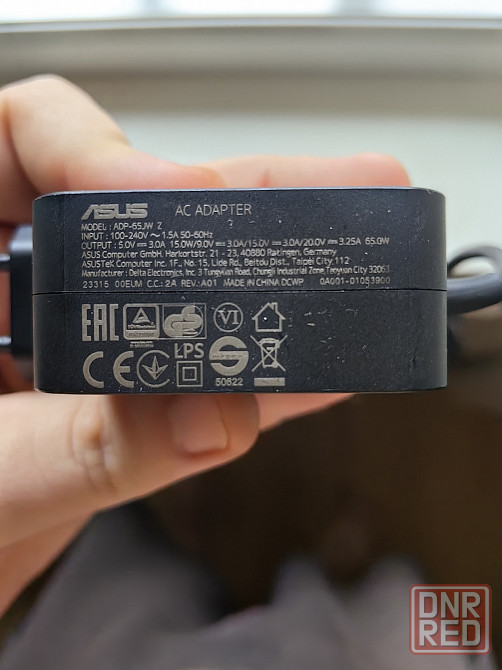 ASUS AC ADAPTER
MODEL : ADP-65JW Z
INPUT : 100-240V ~ 1.5A 50-60Hz
OUTPUT : 5.0V ⎓ 3.0A 15.0W/9.0V ⎓ 3.0A/15.0V ⎓ 3.0A/20.0V ⎓ 3.25A 65.0W
ASUS Computer GmbH. Harkortstr. 21 - 23, 40880 Ratingen, Germany
ASUSTeK Computer Inc. 1F., No. 15, Lide Rd., Beitou Dist., Taipei City 112
Manufacturer : Delta Electronics, Inc. 3 TungYuan Road, Chungli Industrial Zone, Taoyuan City 32063
23315 00EUM C.C.: 2A REV.:A01 MADE IN CHINA DCWP 0A001-01053900
EAC VI
CE LPS
50622
DNR
RED